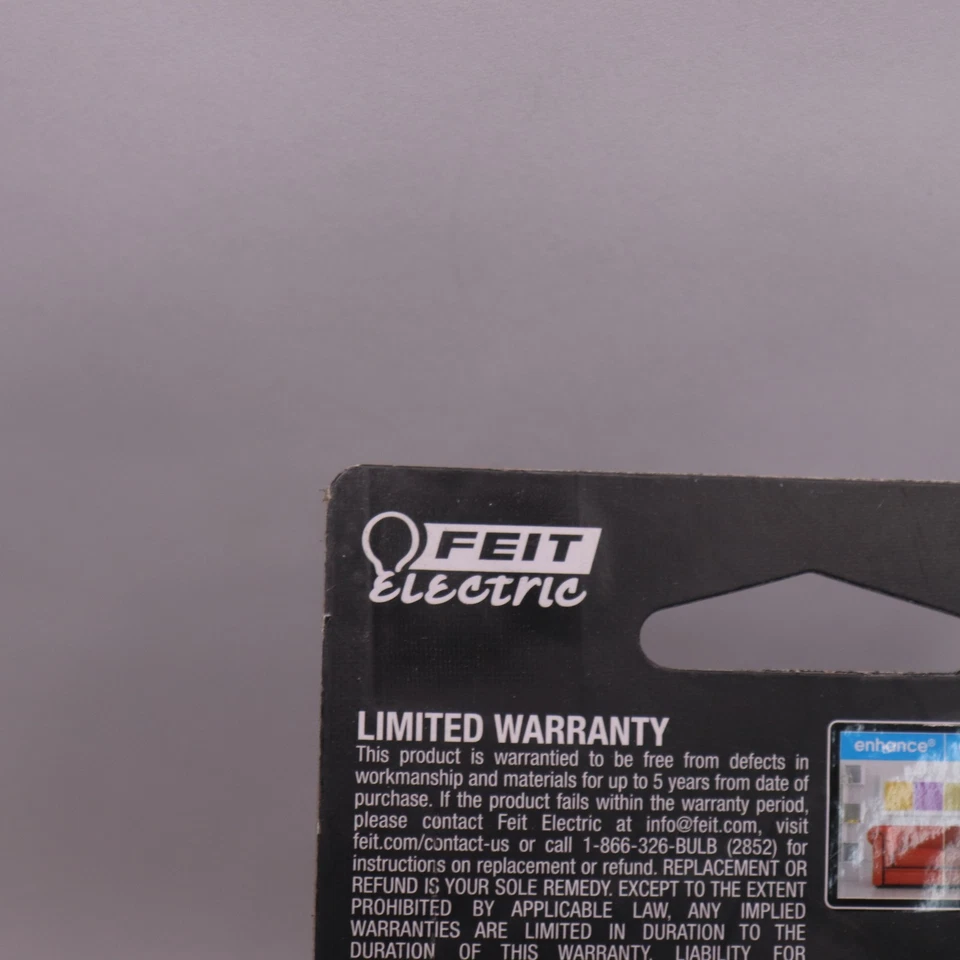 FEIT
Electric
LIMITED WARRANTY
This product is warrantied to be free from defects in
workmanship and materials for up to 5 years from date of
purchase. If the product fails within the warranty period,
please contact Feit Electric at info@feit.com, visit
feit.com/contact-us or call 1-866-326-BULB (2852) for
instructions on replacement or refund. REPLACEMENT OR
REFUND IS YOUR SOLE REMEDY. EXCEPT TO THE EXTENT
PROHIBITED BY APPLICABLE LAW, ANY IMPLIED
WARRANTIES ARE LIMITED IN DURATION TO THE
DURATION OF THIS WARRANTY. LIABILITY FOR
enhance®